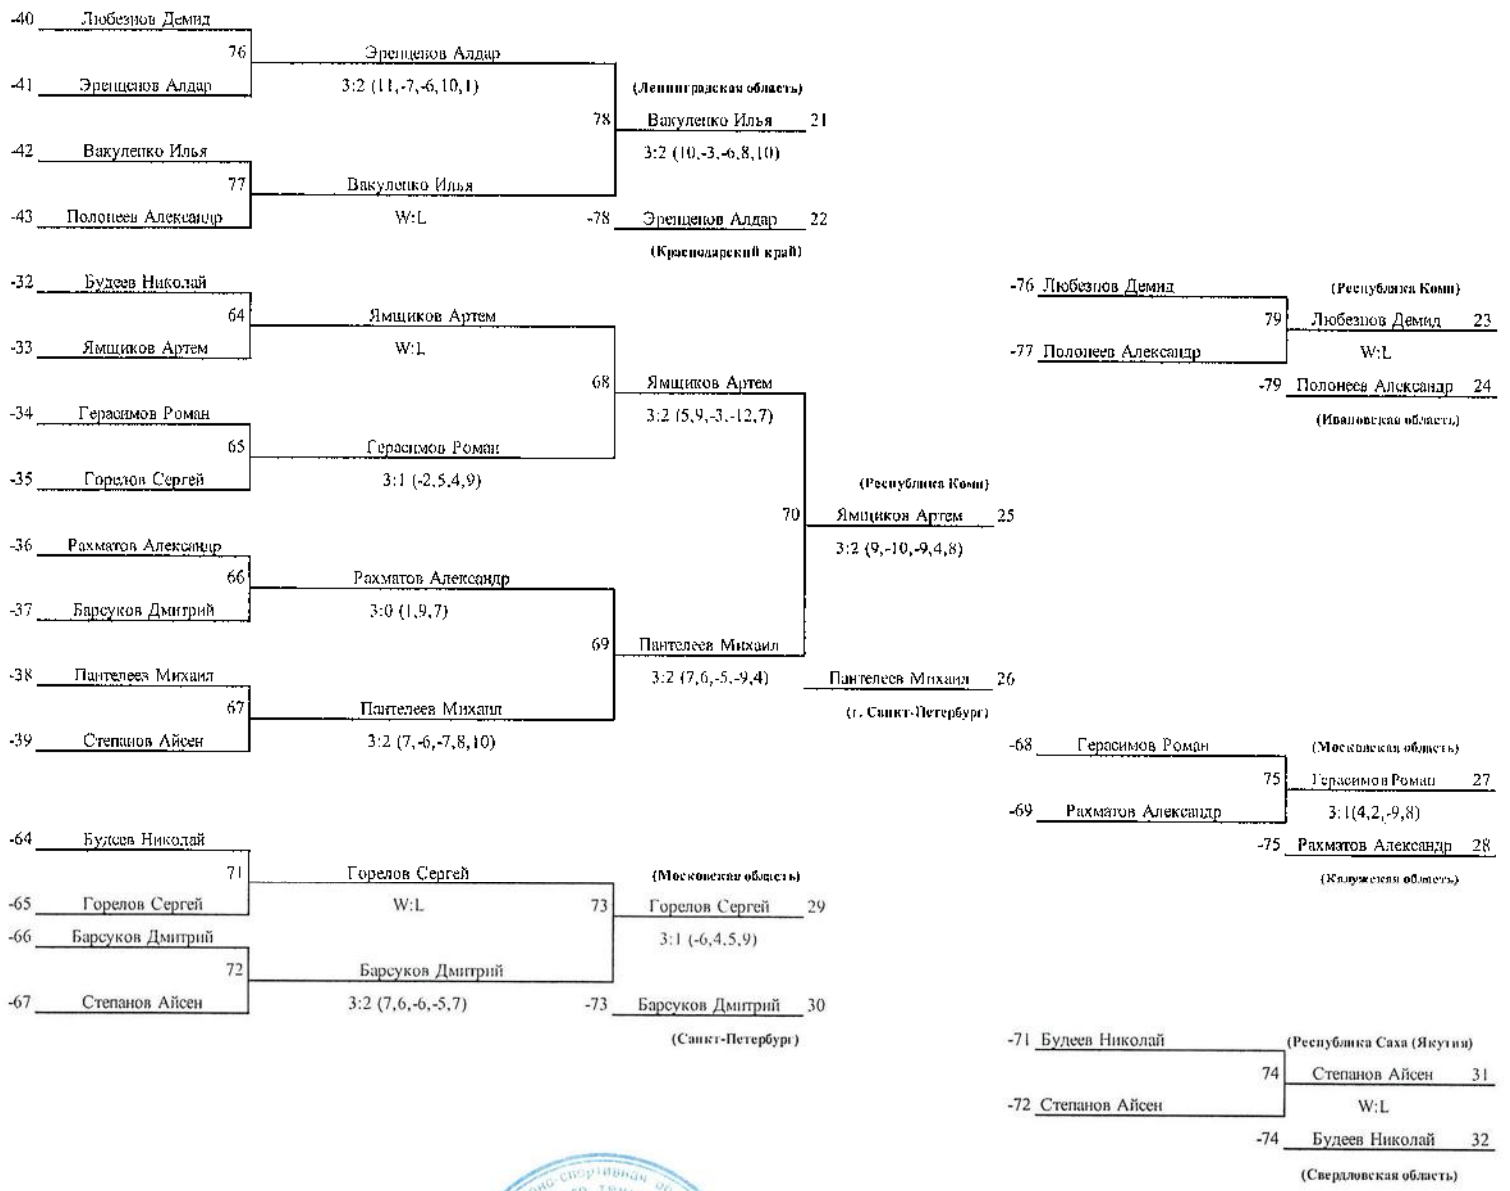 -40 Любезнов Демид
76 Эренценов Алдар
-41 Эренценов Алдар 3:2 (11,-7,-6,10,1) (Ленинградская область)
78 Вакуленко Илья 21
-42 Вакуленко Илья 3:2 (10,-3,-6,8,10)
77 Вакуленко Илья
-43 Полонеев Александр W:L -78 Эренценов Алдар 22
(Краснодарский край)
-32 Будеев Николай -76 Любезнов Демид (Республика Коми)
64 Ямщиков Артем 79 Любезнов Демид 23
-33 Ямщиков Артем W:L -77 Полонеев Александр W:L
68 Ямщиков Артем -79 Полонеев Александр 24
-34 Герасимов Роман 3:2 (5,9,-3,-12,7) (Ивановская область)
65 Герасимов Роман
-35 Горелов Сергей 3:1 (-2,5,4,9) (Республика Коми)
70 Ямщиков Артем 25
-36 Рахматов Александр 3:2 (9,-10,-9,4,8)
66 Рахматов Александр
-37 Барсуков Дмитрий 3:0 (1,9,7)
69 Пантелеев Михаил
-38 Пантелеев Михаил 3:2 (7,6,-5,-9,4) Пантелеев Михаил 26
67 Пантелеев Михаил (г. Санкт-Петербург)
-39 Степанов Айсен 3:2 (7,-6,-7,8,10)
-68 Герасимов Роман (Московская область)
75 Герасимов Роман 27
-69 Рахматов Александр 3:1(4,2,-9,8)
-64 Будеев Николай -75 Рахматов Александр 28
71 Горелов Сергей (Московская область) (Калужская область)
-65 Горелов Сергей W:L 73 Горелов Сергей 29
-66 Барсуков Дмитрий 3:1 (-6,4,5,9)
72 Барсуков Дмитрий
-67 Степанов Айсен 3:2 (7,6,-6,-5,7) -73 Барсуков Дмитрий 30
(Санкт-Петербург)
-71 Будеев Николай (Республика Саха (Якутия)
74 Степанов Айсен 31
-72 Степанов Айсен W:L
-74 Будеев Николай 32
(Свердловская область)